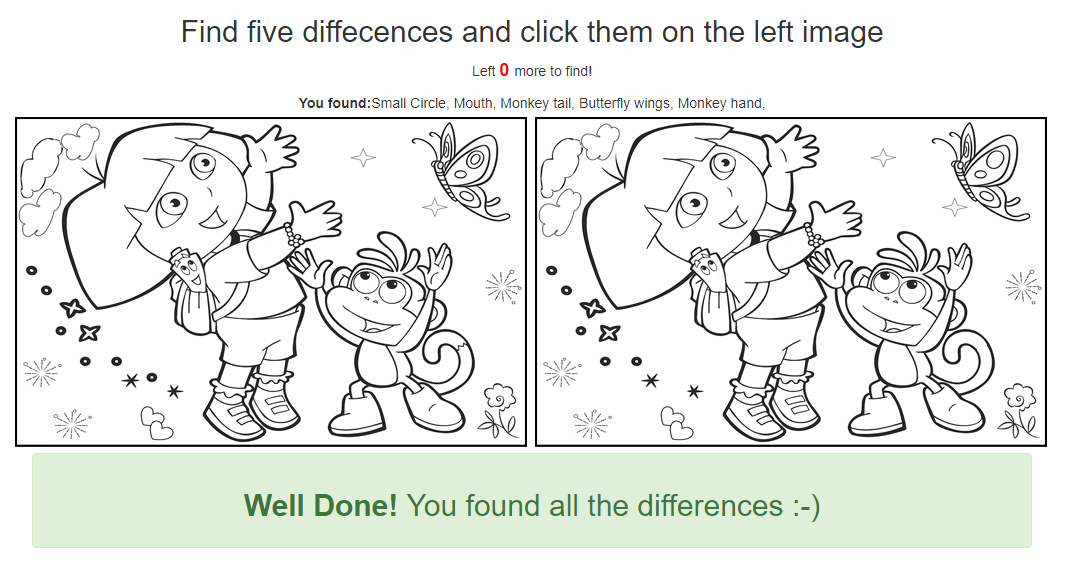 Find five diffecences and click them on the left image
Left 0 more to find!
You found:Small Circle, Mouth, Monkey tail, Butterfly wings, Monkey hand,
Well Done! You found all the differences :-)